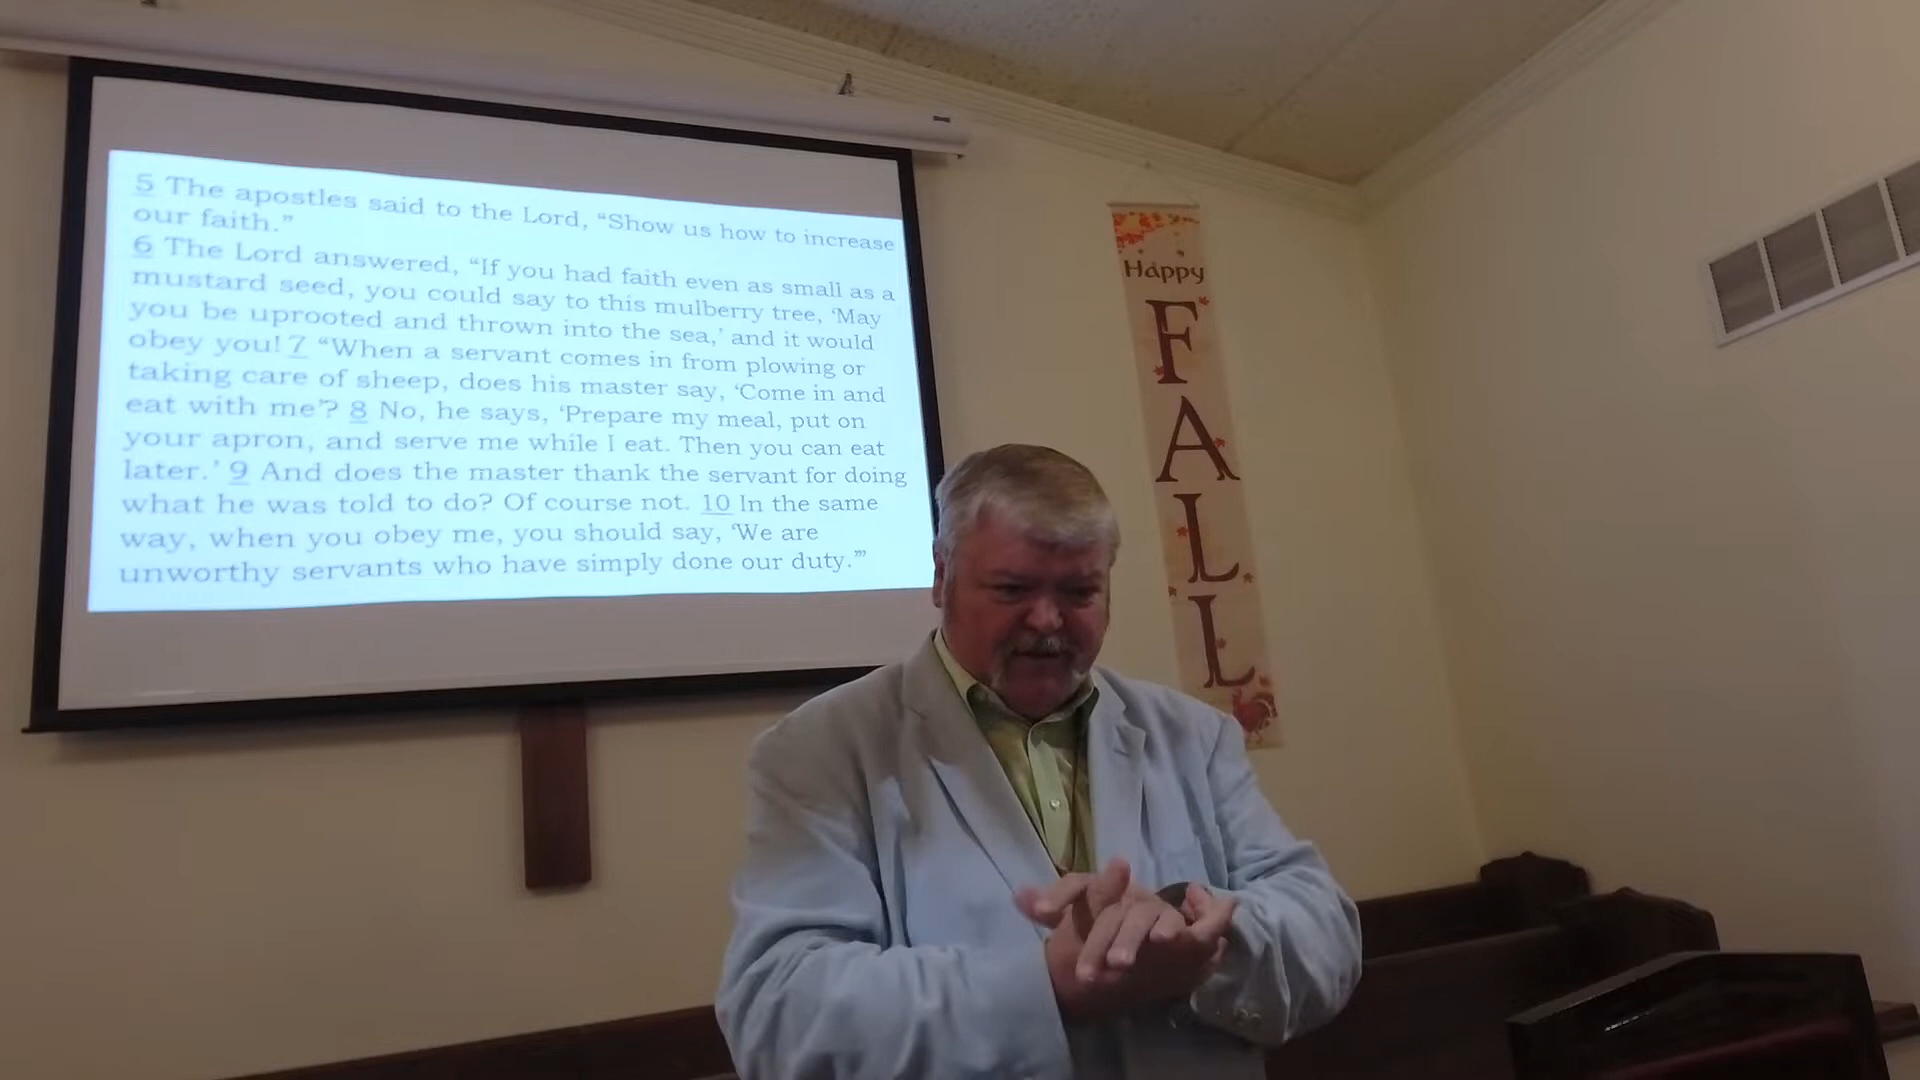 5 The apostles said to the Lord, “Show us how to increase
our faith.”
6 The Lord answered, “If you had faith even as small as a
mustard seed, you could say to this mulberry tree, ‘May
you be uprooted and thrown into the sea,’ and it would
obey you! 7 “When a servant comes in from plowing or
taking care of sheep, does his master say, ‘Come in and
eat with me’? 8 No, he says, ‘Prepare my meal, put on
your apron, and serve me while I eat. Then you can eat
later.’ 9 And does the master thank the servant for doing
what he was told to do? Of course not. 10 In the same
way, when you obey me, you should say, ‘We are
unworthy servants who have simply done our duty.’”
Happy
FALL